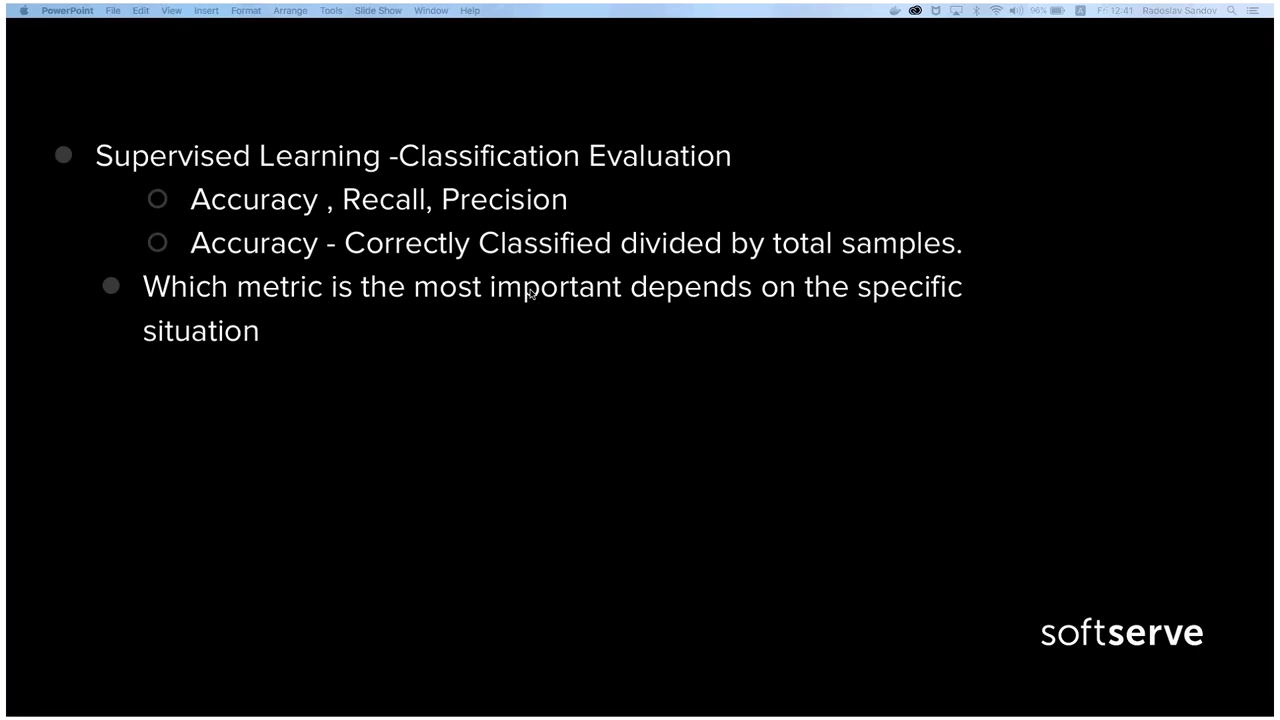 PowerPoint File Edit View Insert Format Arrange Tools Slide Show Window Help 96% A Fri 12:41 Radoslav Sandov
Supervised Learning -Classification Evaluation
Accuracy , Recall, Precision
Accuracy - Correctly Classified divided by total samples.
Which metric is the most important depends on the specific
situation
softserve